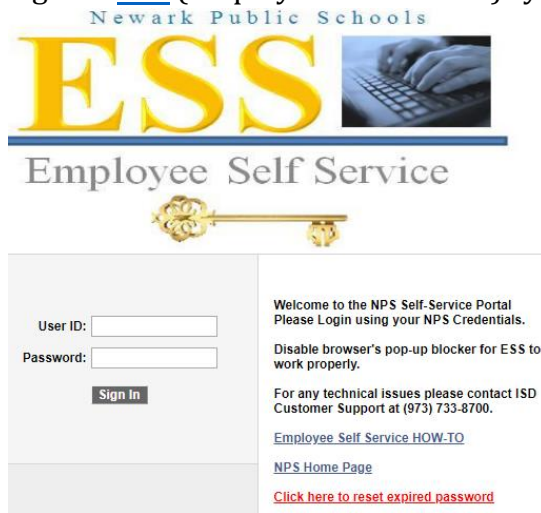 Newark Public Schools
ESS
Employee Self Service
Welcome to the NPS Self-Service Portal
Please Login using your NPS Credentials.
User ID:
Password:
Sign In
Disable browser's pop-up blocker for ESS to
work properly.
For any technical issues please contact ISD
Customer Support at (973) 733-8700.
Employee Self Service HOW-TO
NPS Home Page
Click here to reset expired password